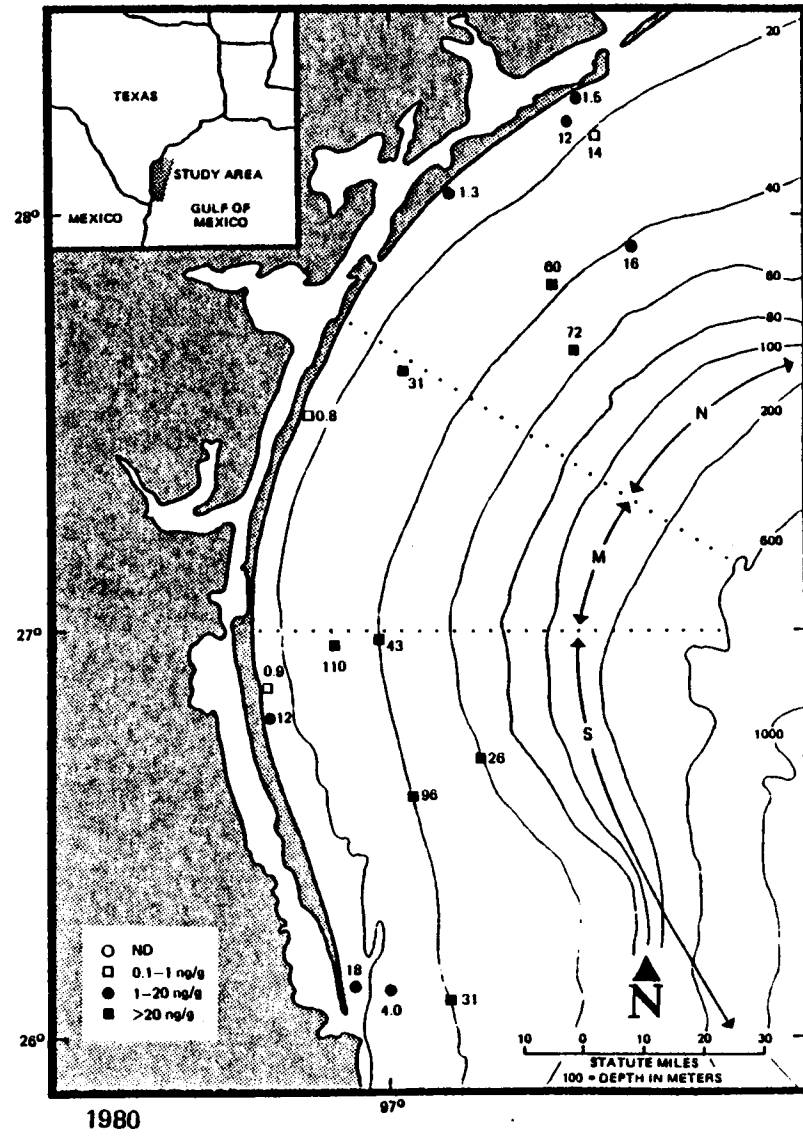 TEXAS
STUDY AREA
MEXICO
GULF OF
MEXICO
20
1.5
12
14
28°
1.3
40
16
60
60
72
80
100
31
N
200
0.8
600
M
27°
43
110
0.9
12
S
1000
26
96
○ ND
□ 0.1–1 ng/g
● 1–20 ng/g
■ >20 ng/g
18
4.0
31
N
26°
10 0 10 20 30
STATUTE MILES
100 = DEPTH IN METERS
97°
1980